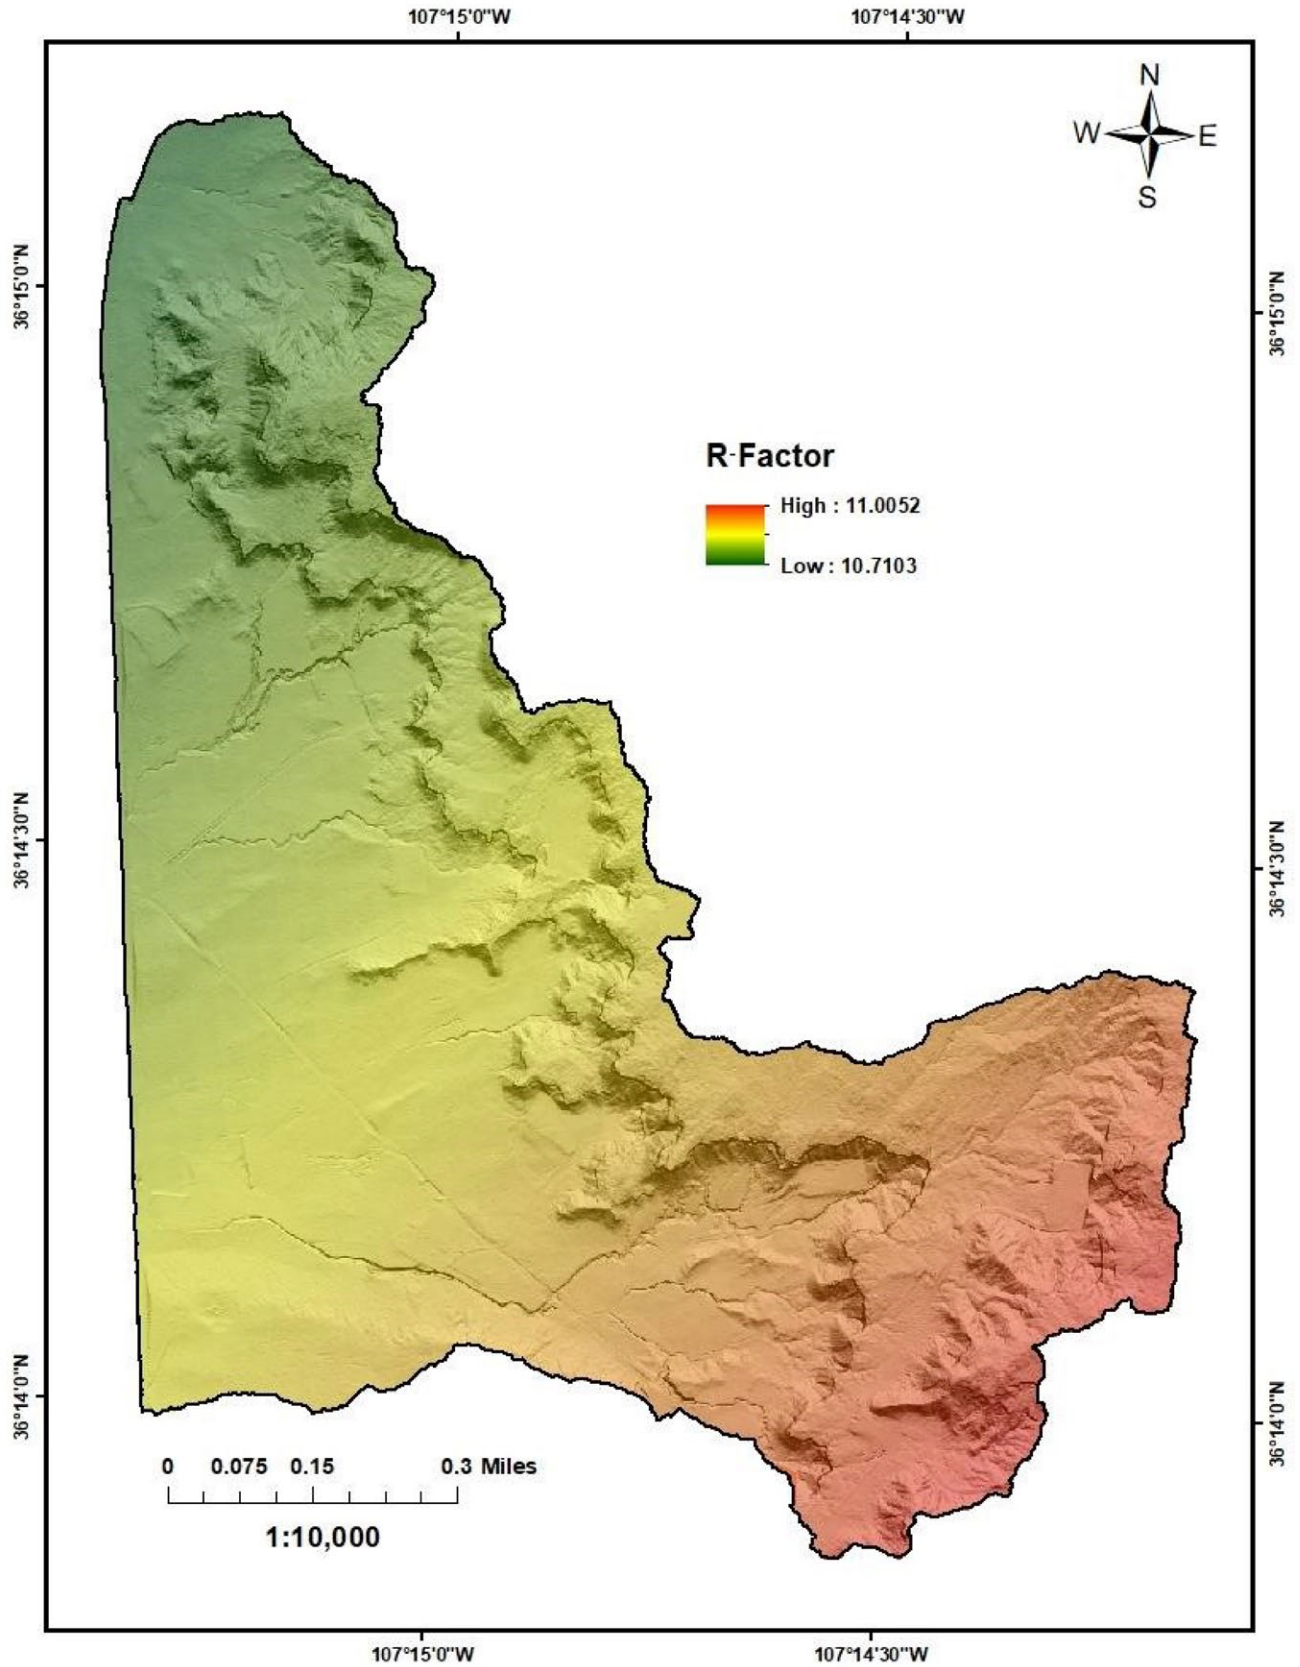 107°15'0"W
107°14'30"W
N
W E
S
36°15'0"N
36°15'0"N
R-Factor
High : 11.0052
Low : 10.7103
36°14'30"N
36°14'30"N
36°14'0"N
36°14'0"N
0 0.075 0.15 0.3 Miles
1:10,000
107°15'0"W
107°14'30"W